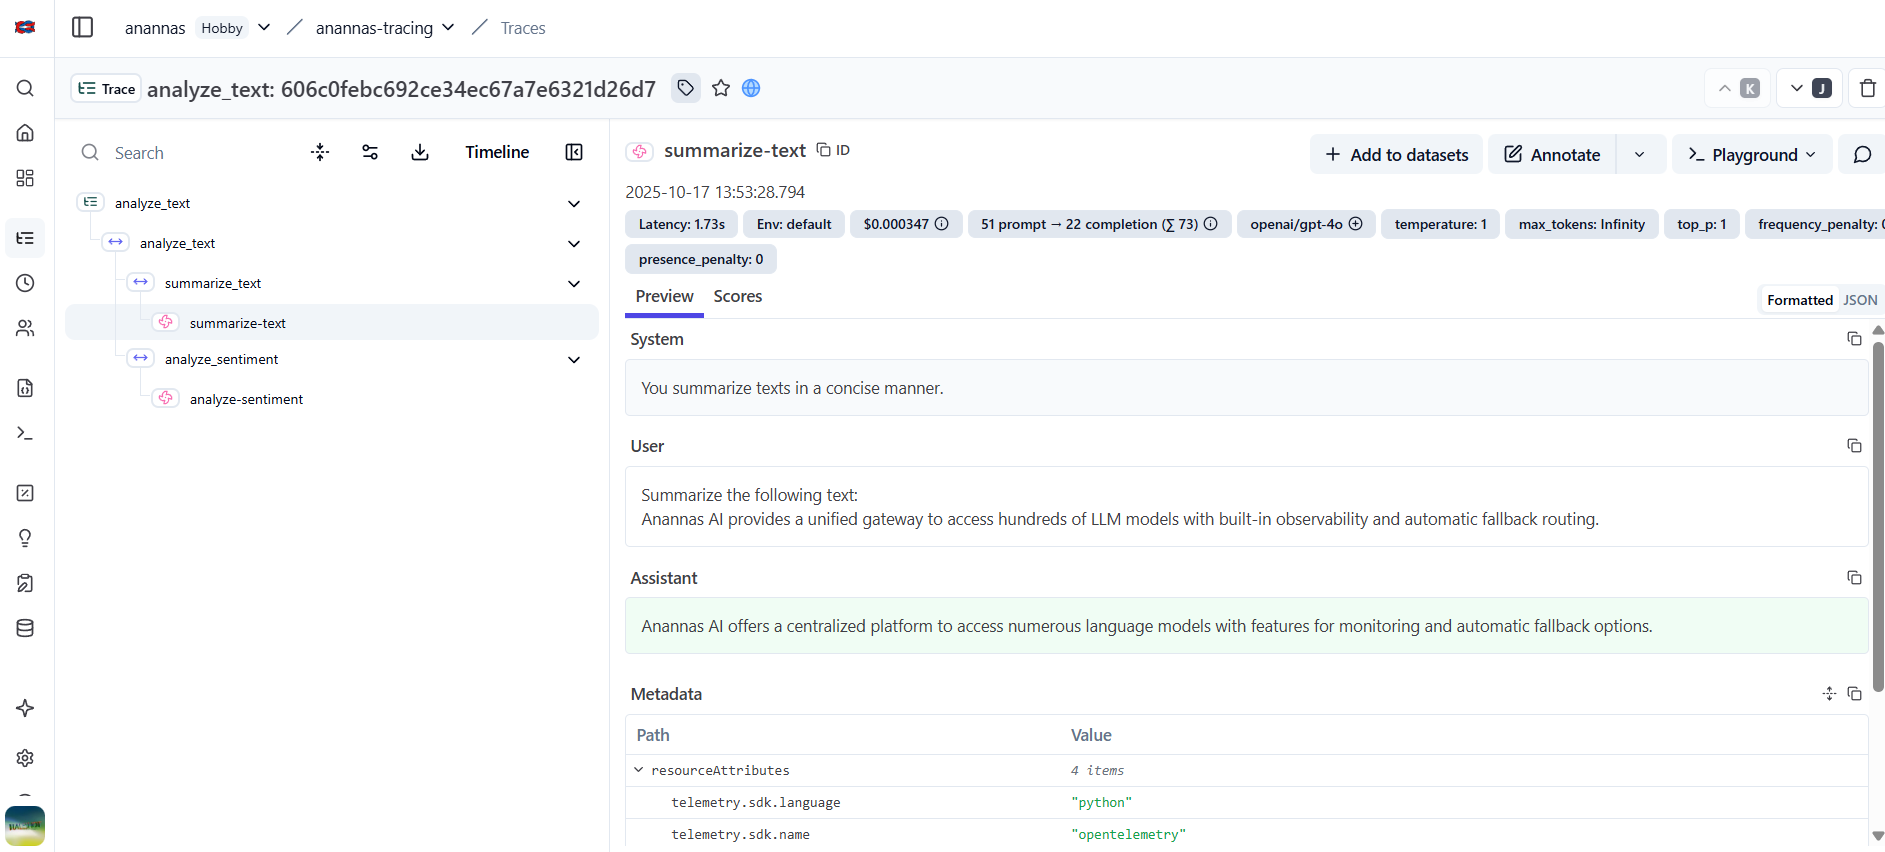 anannas Hobby anannas-tracing Traces
Trace analyze_text: 606c0febc692ce34ec67a7e6321d26d7
K J
Search Timeline
analyze_text
analyze_text
summarize_text
summarize-text
analyze_sentiment
analyze-sentiment
summarize-text ID
Add to datasets Annotate Playground
2025-10-17 13:53:28.794
Latency: 1.73s Env: default $0.000347 51 prompt → 22 completion (∑ 73) openai/gpt-4o temperature: 1 max_tokens: Infinity top_p: 1 frequency_penalty: 0
presence_penalty: 0
Preview Scores
Formatted JSON
System
You summarize texts in a concise manner.
User
Summarize the following text:
Anannas AI provides a unified gateway to access hundreds of LLM models with built-in observability and automatic fallback routing.
Assistant
Anannas AI offers a centralized platform to access numerous language models with features for monitoring and automatic fallback options.
Metadata
Path Value
resourceAttributes 4 items
telemetry.sdk.language "python"
telemetry.sdk.name "opentelemetry"